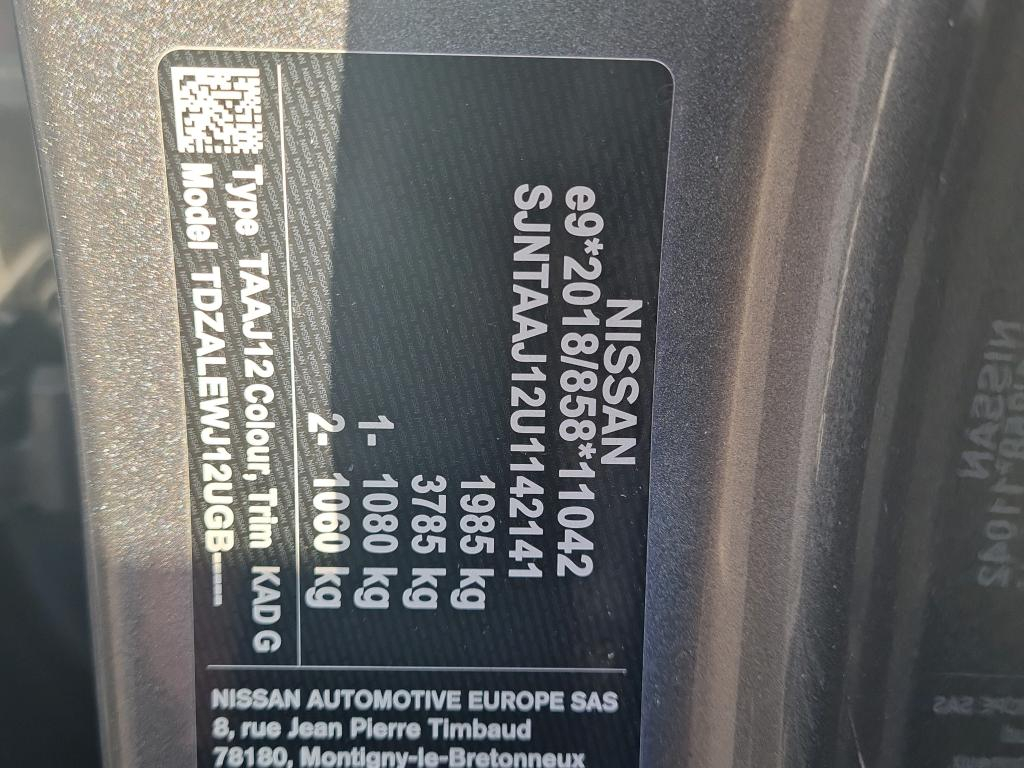 NISSAN
e9*2018/858*11042
SJNTAAJ12U1142141
1985 kg
3785 kg
1- 1080 kg
2- 1060 kg
Type TAAJ12 Colour, Trim KAD G
Model TDZALEWJ12UGB-----
NISSAN AUTOMOTIVE EUROPE SAS
8, rue Jean Pierre Timbaud
78180, Montigny-le-Bretonneux